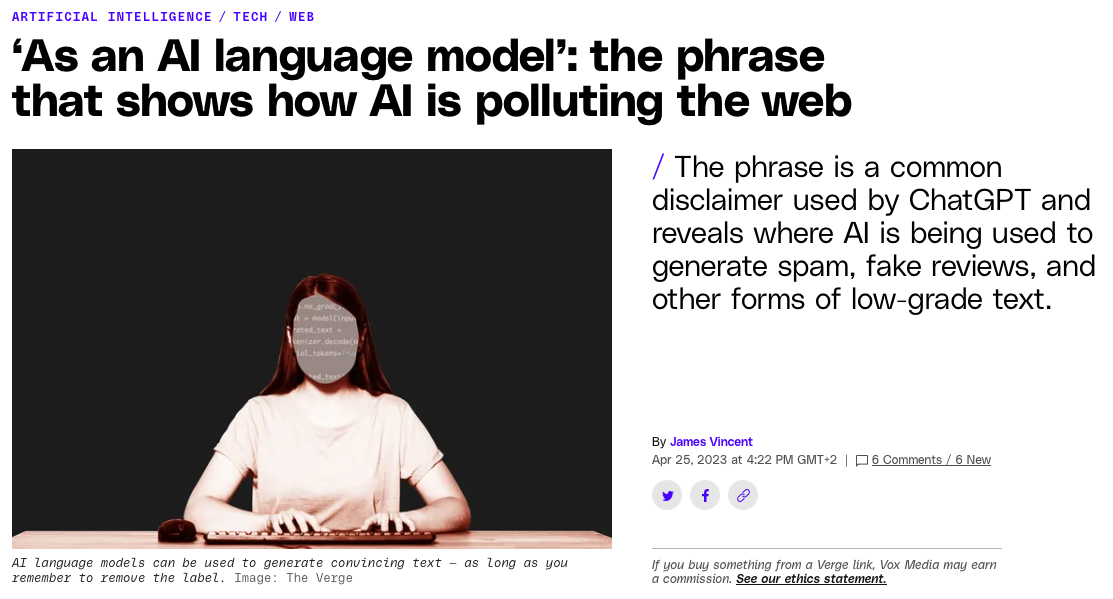 ARTIFICIAL INTELLIGENCE / TECH / WEB
‘As an AI language model’: the phrase
that shows how AI is polluting the web
/ The phrase is a common
disclaimer used by ChatGPT and
reveals where AI is being used to
generate spam, fake reviews, and
other forms of low-grade text.
s.no_grad
t = model(inpu
rated_text =
kenizer.decode(o
ial_tokens=
ed_text
By James Vincent
Apr 25, 2023 at 4:22 PM GMT+2 | 6 Comments / 6 New
AI language models can be used to generate convincing text — as long as you
remember to remove the label. Image: The Verge
If you buy something from a Verge link, Vox Media may earn
a commission. See our ethics statement.